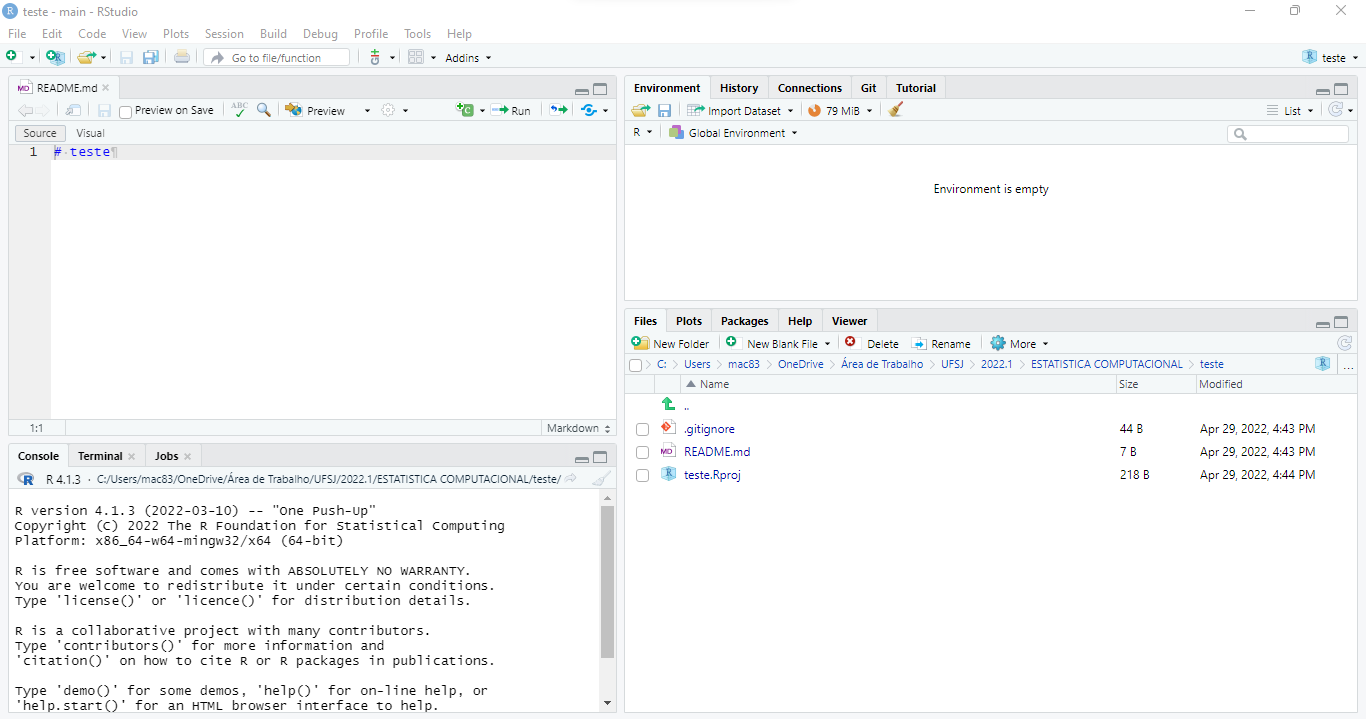 teste - main - RStudio
File Edit Code View Plots Session Build Debug Profile Tools Help
Go to file/function Addins teste
README.md
Preview on Save ABC Preview Run
Source Visual
1 # teste¶
1:1 Markdown
Console Terminal Jobs
R 4.1.3 · C:/Users/mac83/OneDrive/Área de Trabalho/UFSJ/2022.1/ESTATISTICA COMPUTACIONAL/teste/
R version 4.1.3 (2022-03-10) -- "One Push-Up"
Copyright (C) 2022 The R Foundation for Statistical Computing
Platform: x86_64-w64-mingw32/x64 (64-bit)
R is free software and comes with ABSOLUTELY NO WARRANTY.
You are welcome to redistribute it under certain conditions.
Type 'license()' or 'licence()' for distribution details.
R is a collaborative project with many contributors.
Type 'contributors()' for more information and
'citation()' on how to cite R or R packages in publications.
Type 'demo()' for some demos, 'help()' for on-line help, or
'help.start()' for an HTML browser interface to help.
Environment History Connections Git Tutorial
Import Dataset 79 MiB List
R Global Environment
Environment is empty
Files Plots Packages Help Viewer
New Folder New Blank File Delete Rename More
C: Users mac83 OneDrive Área de Trabalho UFSJ 2022.1 ESTATISTICA COMPUTACIONAL teste ...
Name Size Modified
..
.gitignore 44 B Apr 29, 2022, 4:43 PM
MD README.md 7 B Apr 29, 2022, 4:43 PM
teste.Rproj 218 B Apr 29, 2022, 4:44 PM